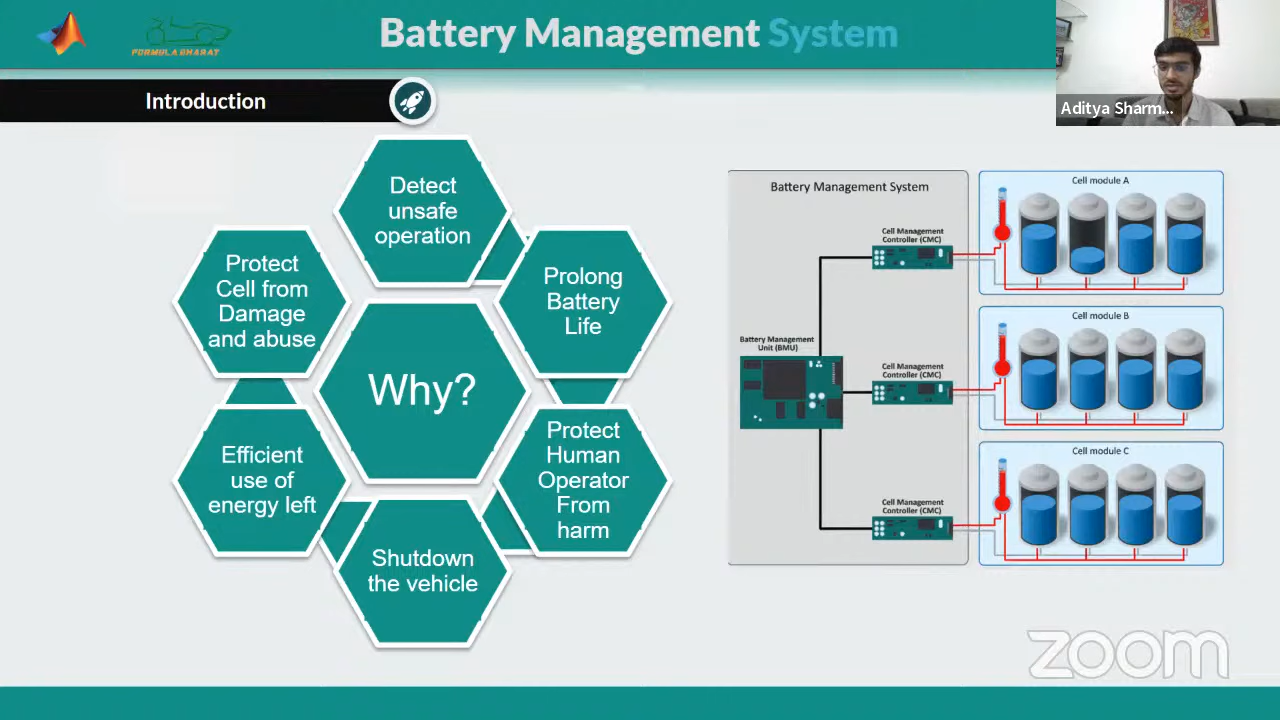 FORMULA BHARAT
Battery Management System
Aditya Sharm...
Introduction
Detect
unsafe
operation
Prolong
Battery
Life
Protect
Human
Operator
From
harm
Shutdown
the vehicle
Efficient
use of
energy left
Protect
Cell from
Damage
and abuse
Why?
Battery Management System
Cell Management
Controller (CMC)
Battery Management
Unit (BMU)
Cell Management
Controller (CMC)
Cell Management
Controller (CMC)
Cell module A
Cell module B
Cell module C
zoom